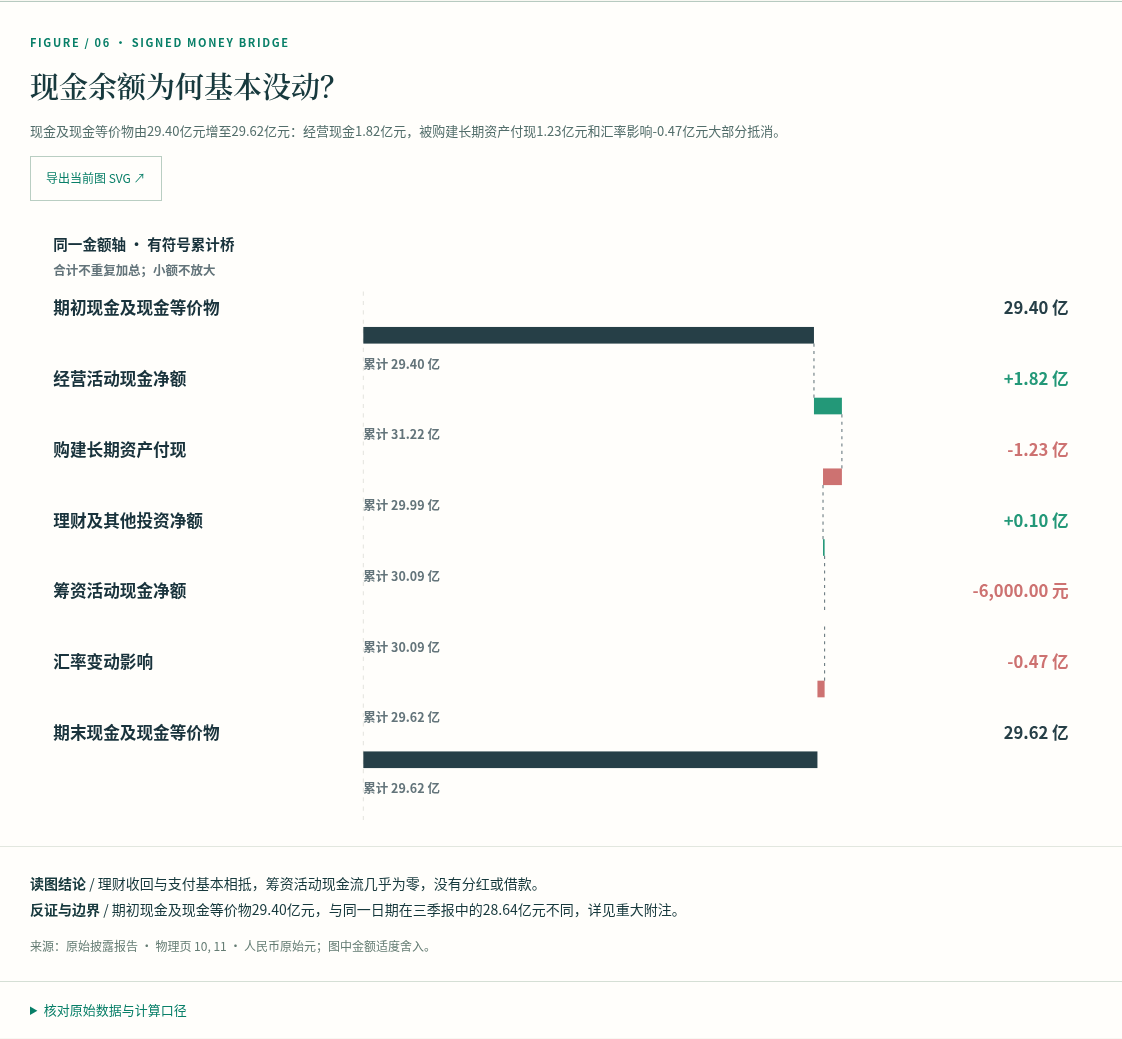 FIGURE / 06 · SIGNED MONEY BRIDGE
现金余额为何基本没动？
现金及现金等价物由29.40亿元增至29.62亿元：经营现金1.82亿元，被购建长期资产付现1.23亿元和汇率影响-0.47亿元大部分抵消。
导出当前图 SVG ↗
同一金额轴 · 有符号累计桥
合计不重复加总；小额不放大
期初现金及现金等价物 29.40 亿
累计 29.40 亿
经营活动现金净额 +1.82 亿
累计 31.22 亿
购建长期资产付现 -1.23 亿
累计 29.99 亿
理财及其他投资净额 +0.10 亿
累计 30.09 亿
筹资活动现金净额 -6,000.00 元
累计 30.09 亿
汇率变动影响 -0.47 亿
累计 29.62 亿
期末现金及现金等价物 29.62 亿
累计 29.62 亿
读图结论 / 理财收回与支付基本相抵，筹资活动现金流几乎为零，没有分红或借款。
反证与边界 / 期初现金及现金等价物29.40亿元，与同一日期在三季报中的28.64亿元不同，详见重大附注。
来源：原始披露报告 · 物理页 10, 11 · 人民币原始元；图中金额适度舍入。
▶ 核对原始数据与计算口径